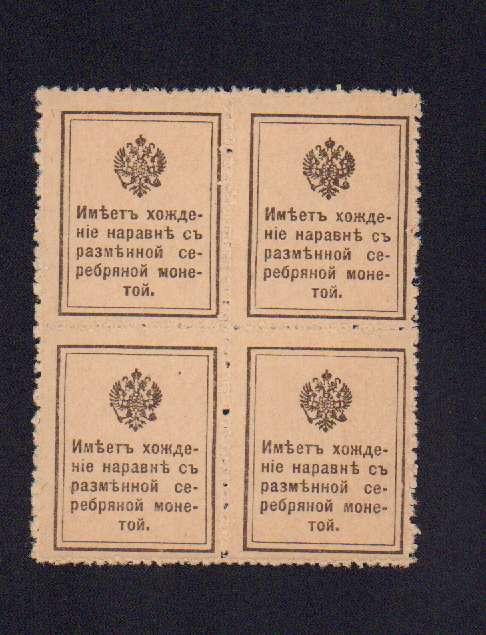 Имѣетъ хожде-
ніе наравнѣ съ
размѣнной се-
ребряной моне-
той.
Имѣетъ хожде-
ніе наравнѣ съ
размѣнной се-
ребряной моне-
той.
Имѣетъ хожде-
ніе наравнѣ съ
размѣнной се-
ребряной моне-
той.
Имѣетъ хожде-
ніе наравнѣ съ
размѣнной се-
ребряной моне-
той.